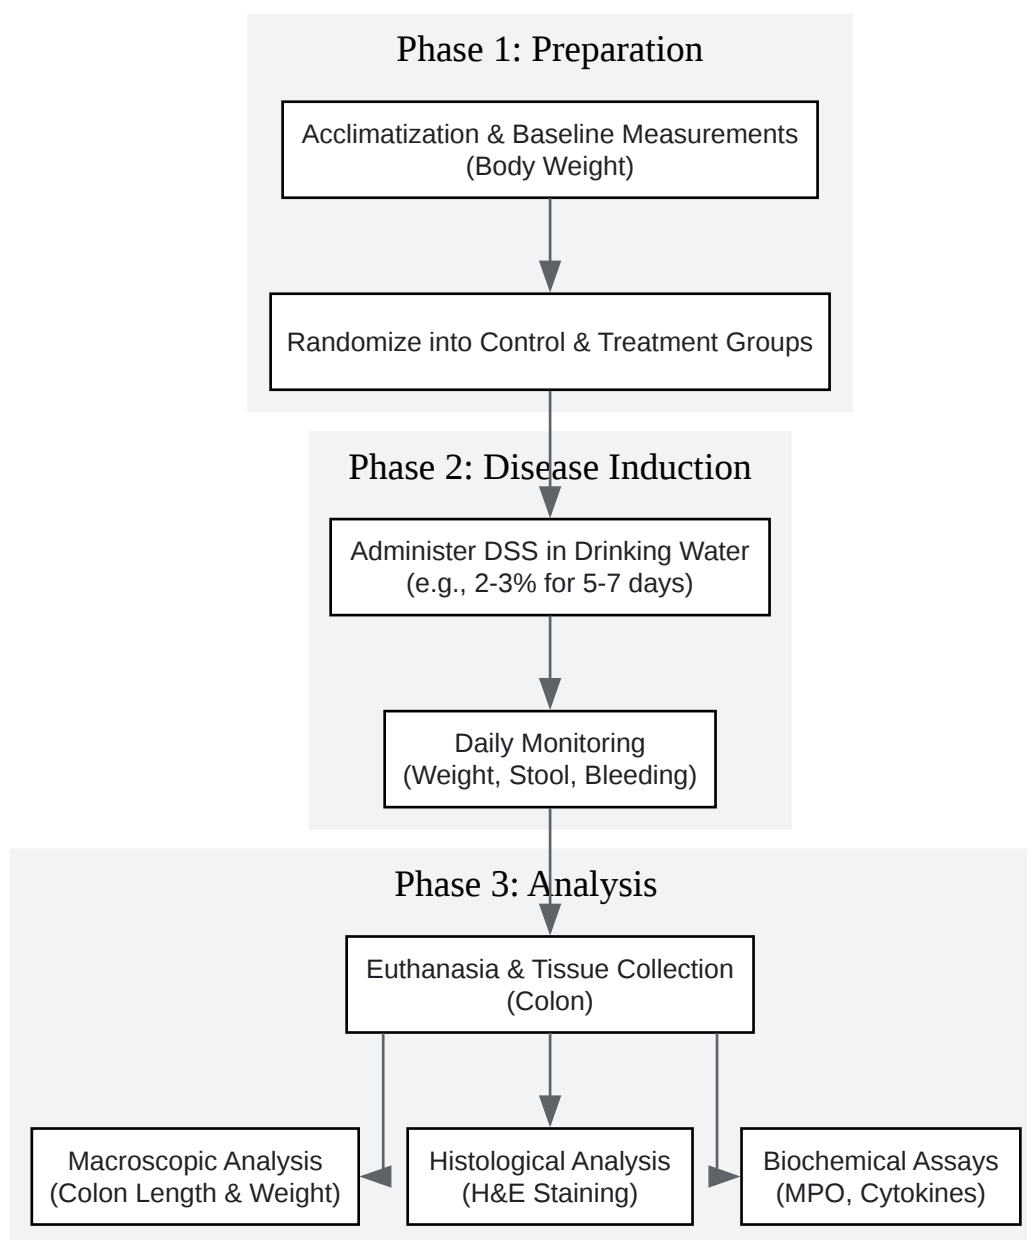 Phase 1: Preparation
Acclimatization & Baseline Measurements
(Body Weight)
Randomize into Control & Treatment Groups
Phase 2: Disease Induction
Administer DSS in Drinking Water
(e.g., 2-3% for 5-7 days)
Daily Monitoring
(Weight, Stool, Bleeding)
Phase 3: Analysis
Euthanasia & Tissue Collection
(Colon)
Macroscopic Analysis
(Colon Length & Weight)
Histological Analysis
(H&E Staining)
Biochemical Assays
(MPO, Cytokines)